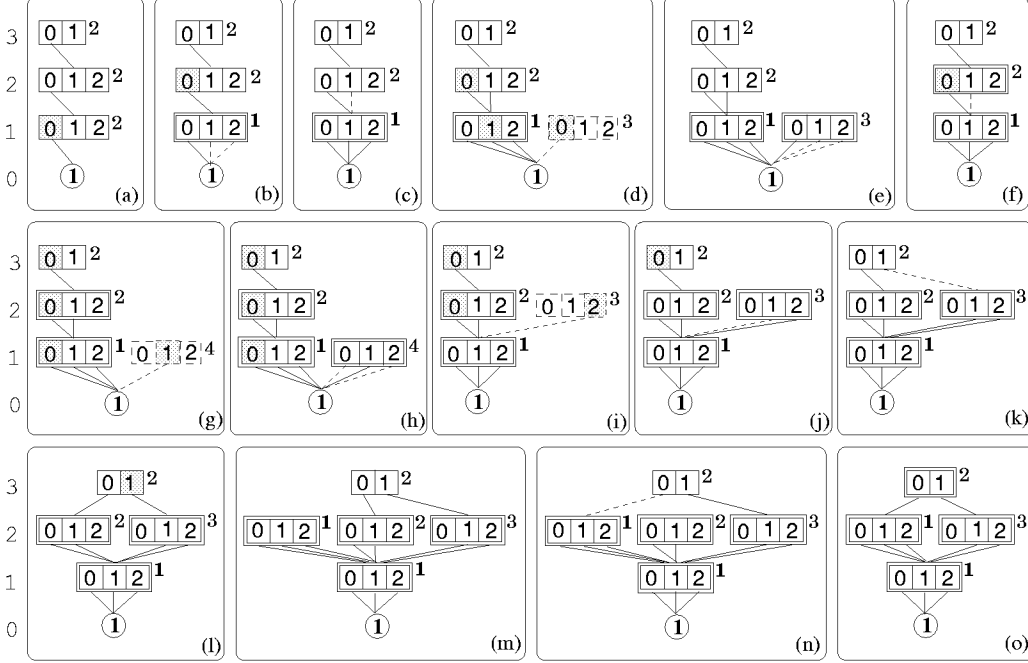 3 0 1 2 0 1 2 0 1 2 0 1 2 0 1 2 0 1 2
2 0 1 2 2 0 1 2 2 0 1 2 2 0 1 2 2 0 1 2 2 0 1 2 2
1 0 1 2 2 0 1 2 1 0 1 2 1 0 1 2 1 0 1 2 3 0 1 2 1 0 1 2 3 0 1 2 1
0 1 1 1 1 1 1
(a) (b) (c) (d) (e) (f)
3 0 1 2 0 1 2 0 1 2 0 1 2 0 1 2
2 0 1 2 2 0 1 2 2 0 1 2 2 0 1 2 3 0 1 2 2 0 1 2 3 0 1 2 2 0 1 2 3
1 0 1 2 1 0 1 2 4 0 1 2 1 0 1 2 4 0 1 2 1 0 1 2 1 0 1 2 1
0 1 1 1 1 1
(g) (h) (i) (j) (k)
3 0 1 2 0 1 2 0 1 2 0 1 2
2 0 1 2 2 0 1 2 3 0 1 2 1 0 1 2 2 0 1 2 3 0 1 2 1 0 1 2 2 0 1 2 3 0 1 2 1 0 1 2 3
1 0 1 2 1 0 1 2 1 0 1 2 1 0 1 2 1
0 1 1 1 1
(l) (m) (n) (o)